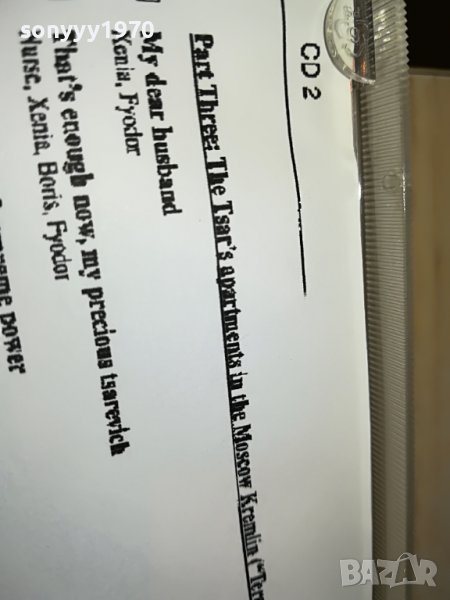 sonyyy1970
CD 2
Part Three: The Tsar's apartments in the Moscow Kremlin
My dear husband
Xenia, Fyodor
That's enough now, my precious tsarevich
Nurse, Xenia, Boris, Fyodor
power
BAZAR